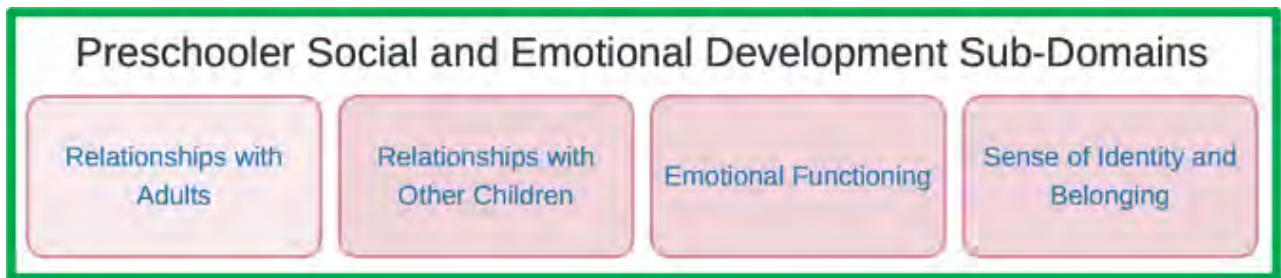 Preschooler Social and Emotional Development Sub-Domains
Relationships with
Adults
Relationships with
Other Children
Emotional Functioning
Sense of Identity and
Belonging